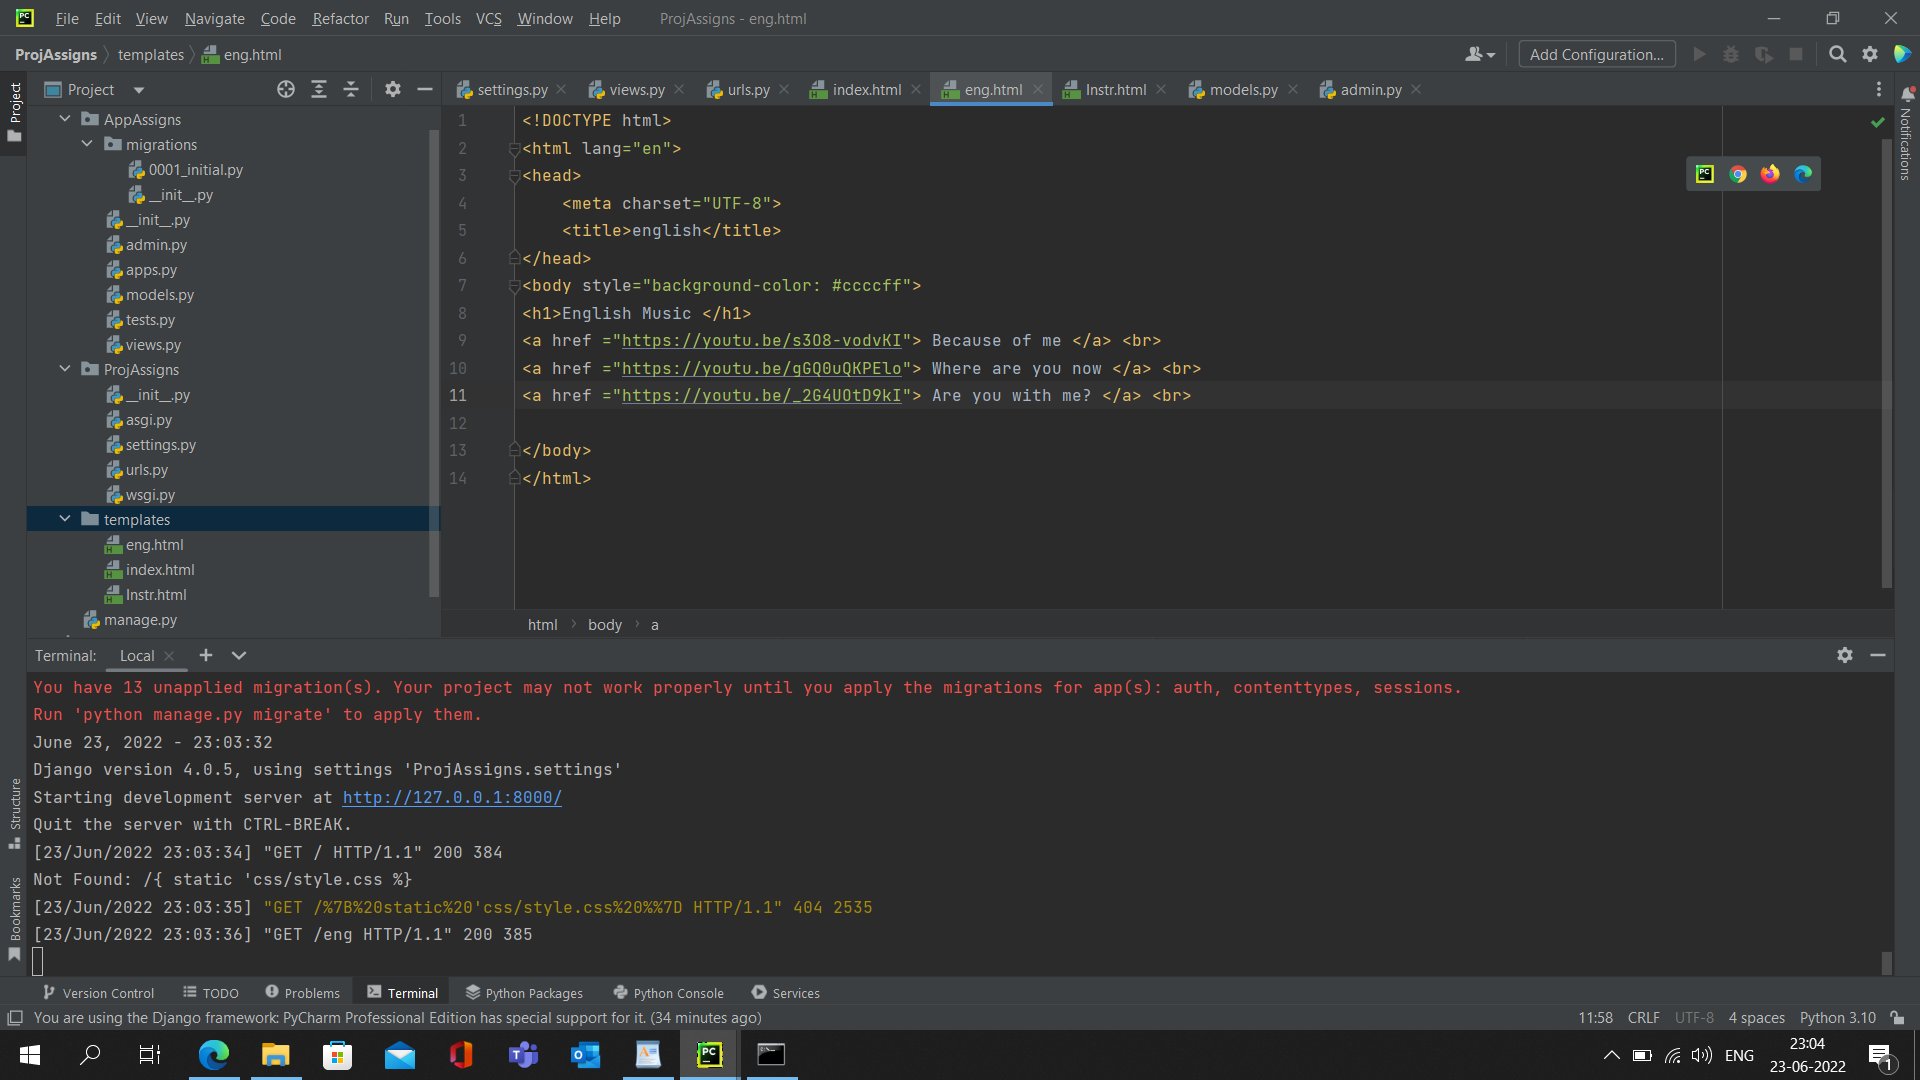 File Edit View Navigate Code Refactor Run Tools VCS Window Help ProjAssigns - eng.html
ProjAssigns templates eng.html Add Configuration...
Project
settings.py views.py urls.py index.html eng.html Instr.html models.py admin.py
Project
Notifications
AppAssigns
migrations
0001_initial.py
__init__.py
__init__.py
admin.py
apps.py
models.py
tests.py
views.py
ProjAssigns
__init__.py
asgi.py
settings.py
urls.py
wsgi.py
templates
eng.html
index.html
Instr.html
manage.py
1 <!DOCTYPE html>
2 <html lang="en">
3 <head>
4 <meta charset="UTF-8">
5 <title>english</title>
6 </head>
7 <body style="background-color: #ccccff">
8 <h1>English Music </h1>
9 <a href ="https://youtu.be/s3O8-vodvKI"> Because of me </a> <br>
10 <a href ="https://youtu.be/gGQ0uQKPElo"> Where are you now </a> <br>
11 <a href ="https://youtu.be/_2G4UOtD9kI"> Are you with me? </a> <br>
12
13 </body>
14 </html>
html body a
Terminal: Local
You have 13 unapplied migration(s). Your project may not work properly until you apply the migrations for app(s): auth, contenttypes, sessions.
Run 'python manage.py migrate' to apply them.
June 23, 2022 - 23:03:32
Django version 4.0.5, using settings 'ProjAssigns.settings'
Starting development server at http://127.0.0.1:8000/
Quit the server with CTRL-BREAK.
[23/Jun/2022 23:03:34] "GET / HTTP/1.1" 200 384
Not Found: /{ static 'css/style.css %}
[23/Jun/2022 23:03:35] "GET /%7B%20static%20'css/style.css%20%%7D HTTP/1.1" 404 2535
[23/Jun/2022 23:03:36] "GET /eng HTTP/1.1" 200 385
Structure
Bookmarks
Version Control TODO Problems Terminal Python Packages Python Console Services
You are using the Django framework: PyCharm Professional Edition has special support for it. (34 minutes ago) 11:58 CRLF UTF-8 4 spaces Python 3.10
ENG 23:04
23-06-2022
1